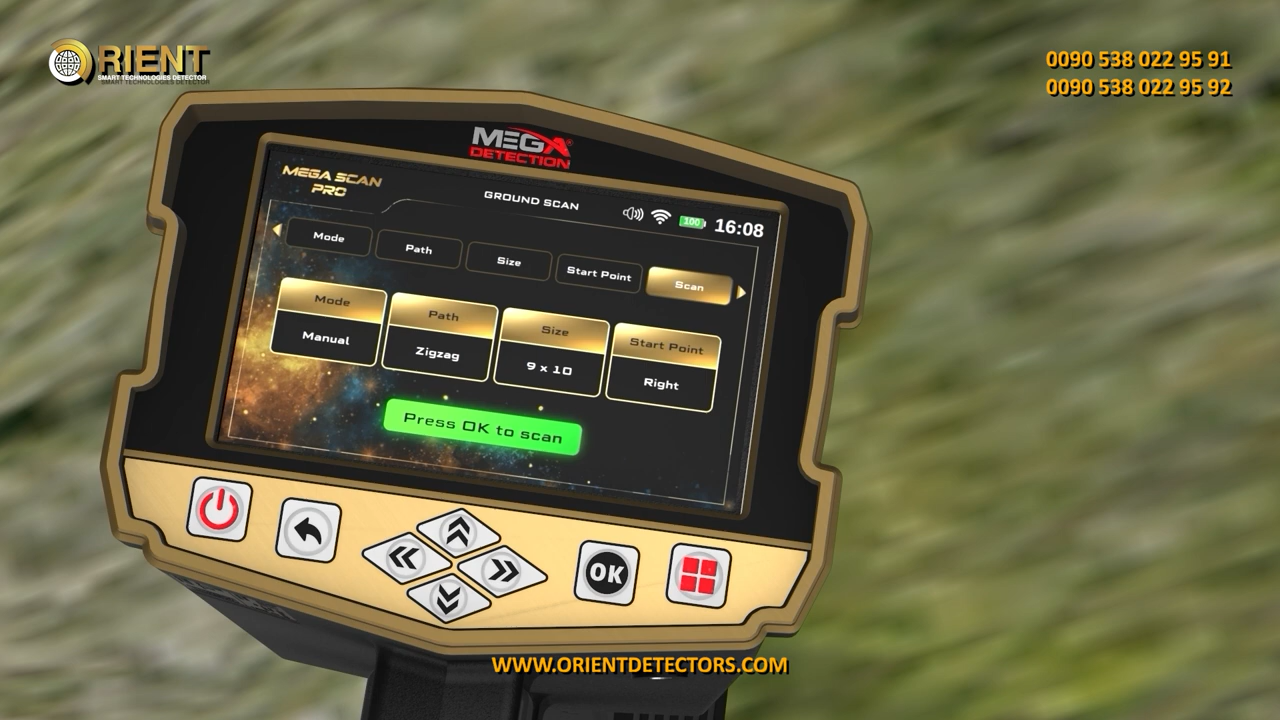 ORIENT
SMART TECHNOLOGIES DETECTOR
0090 538 022 95 91
0090 538 022 95 92
MEGA
DETECTION
MEGA SCAN
PRO
GROUND SCAN
100
16:08
Mode
Path
Size
Start Point
Scan
Mode
Path
Size
Start Point
Manual
Zigzag
9 x 10
Right
Press OK to scan
OK
WWW.ORIENTDETECTORS.COM